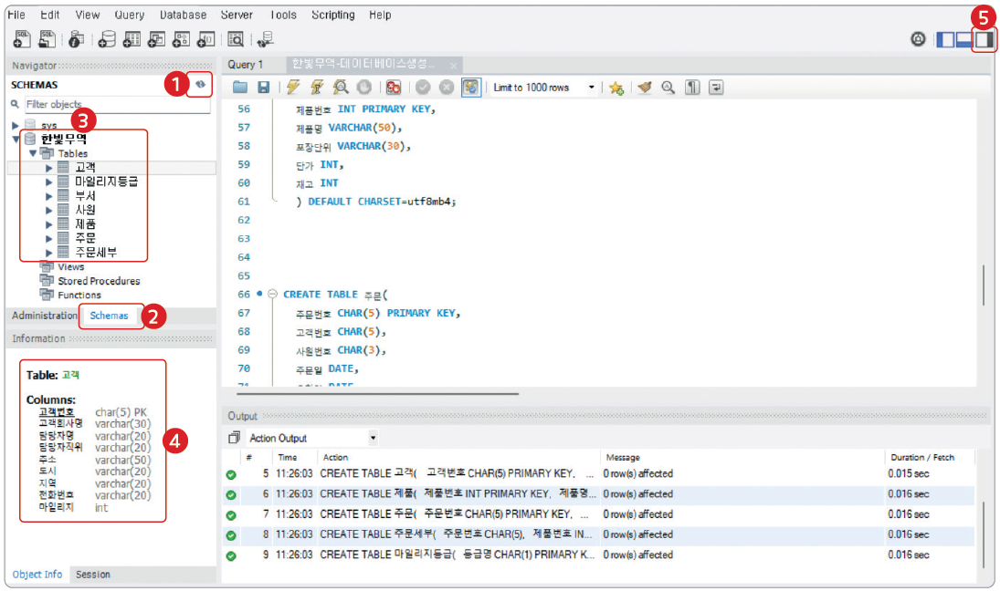 File Edit View Query Database Server Tools Scripting Help
5
Navigator
SCHEMAS
1
Filter objects
sys
3
한빛무역
Tables
고객
마일리지등급
부서
사원
제품
주문
주문세부
Views
Stored Procedures
Functions
Administration Schemas
2
Information
Table: 고객
Columns:
고객번호 char(5) PK
고객회사명 varchar(30)
담당자명 varchar(20)
담당자직위 varchar(20)
주소 varchar(50)
도시 varchar(20)
지역 varchar(20)
전화번호 varchar(20)
마일리지 int
4
Object Info Session
Query 1 한빛무역-데이터베이스생성...
Limit to 1000 rows
56 제품번호 INT PRIMARY KEY,
57 제품명 VARCHAR(50),
58 포장단위 VARCHAR(30),
59 단가 INT,
60 재고 INT
61 ) DEFAULT CHARSET=utf8mb4;
62
63
64
65
66 CREATE TABLE 주문(
67 주문번호 CHAR(5) PRIMARY KEY,
68 고객번호 CHAR(5),
69 사원번호 CHAR(3),
70 주문일 DATE,
71 DATE
Output
Action Output
# Time Action Message Duration / Fetch
5 11:26:03 CREATE TABLE 고객( 고객번호 CHAR(5) PRIMARY KEY, ... 0 row(s) affected 0.015 sec
6 11:26:03 CREATE TABLE 제품( 제품번호 INT PRIMARY KEY, 제품명... 0 row(s) affected 0.016 sec
7 11:26:03 CREATE TABLE 주문( 주문번호 CHAR(5) PRIMARY KEY, ... 0 row(s) affected 0.016 sec
8 11:26:03 CREATE TABLE 주문세부( 주문번호 CHAR(5), 제품번호 IN... 0 row(s) affected 0.016 sec
9 11:26:03 CREATE TABLE 마일리지등급( 등급명 CHAR(1) PRIMARY K... 0 row(s) affected 0.016 sec